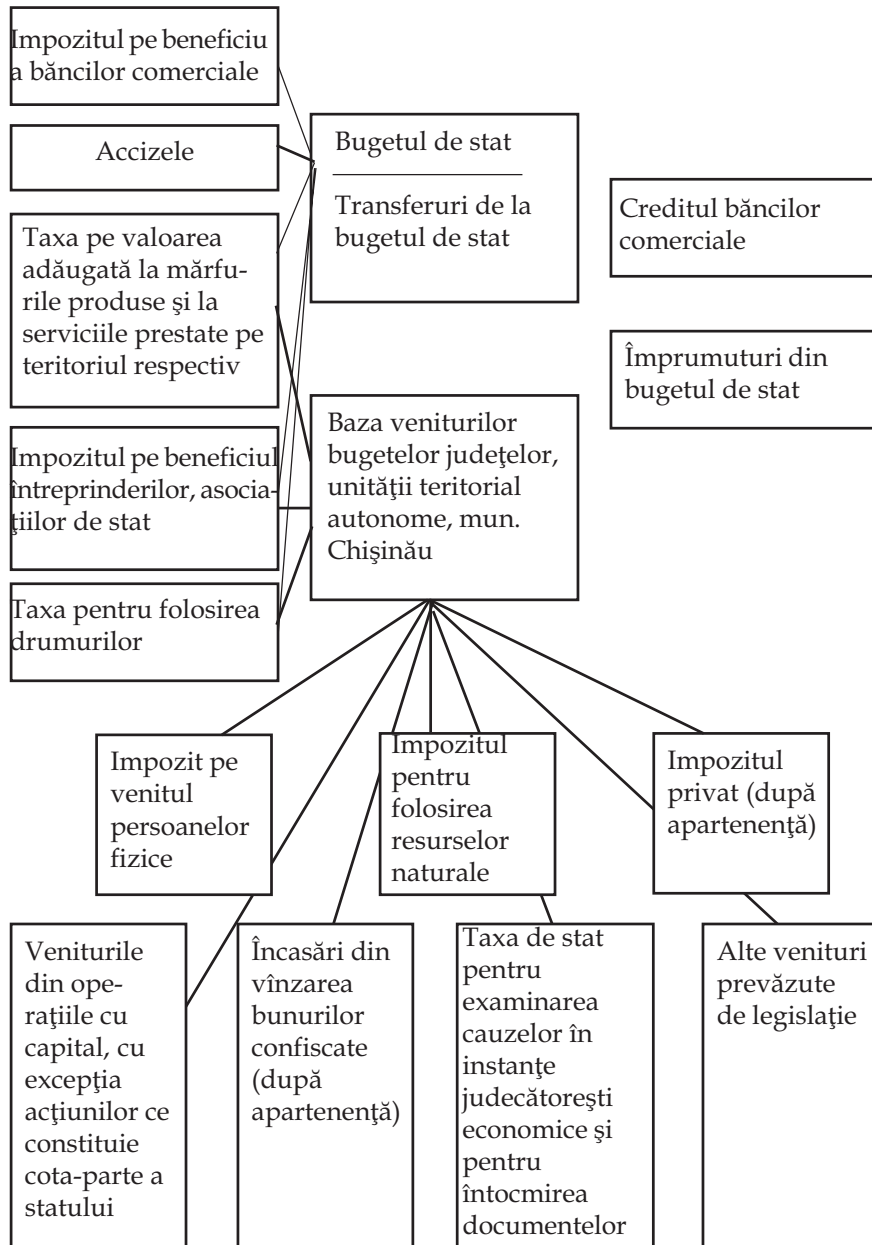 Impozitul pe beneficiu
a băncilor comerciale
Accizele
Taxa pe valoarea
adăugată la mărfu-
rile produse şi la
serviciile prestate pe
teritoriul respectiv
Impozitul pe beneficiul
întreprinderilor, asocia-
ţiilor de stat
Taxa pentru folosirea
drumurilor
Bugetul de stat
Transferuri de la
bugetul de stat
Baza veniturilor
bugetelor judeţelor,
unităţii teritorial
autonome, mun.
Chişinău
Creditul băncilor
comerciale
Împrumuturi din
bugetul de stat
Impozit pe
venitul
persoanelor
fizice
Impozitul
pentru
folosirea
resurselor
naturale
Impozitul
privat (după
apartenenţă)
Veniturile
din ope-
raţiile cu
capital, cu
excepţia
acţiunilor ce
constituie
cota-parte a
statului
Încasări din
vînzarea
bunurilor
confiscate
(după
apartenenţă)
Taxa de stat
pentru
examinarea
cauzelor în
instanţe
judecătoreşti
economice şi
pentru
întocmirea
documentelor
Alte venituri
prevăzute
de legislaţie